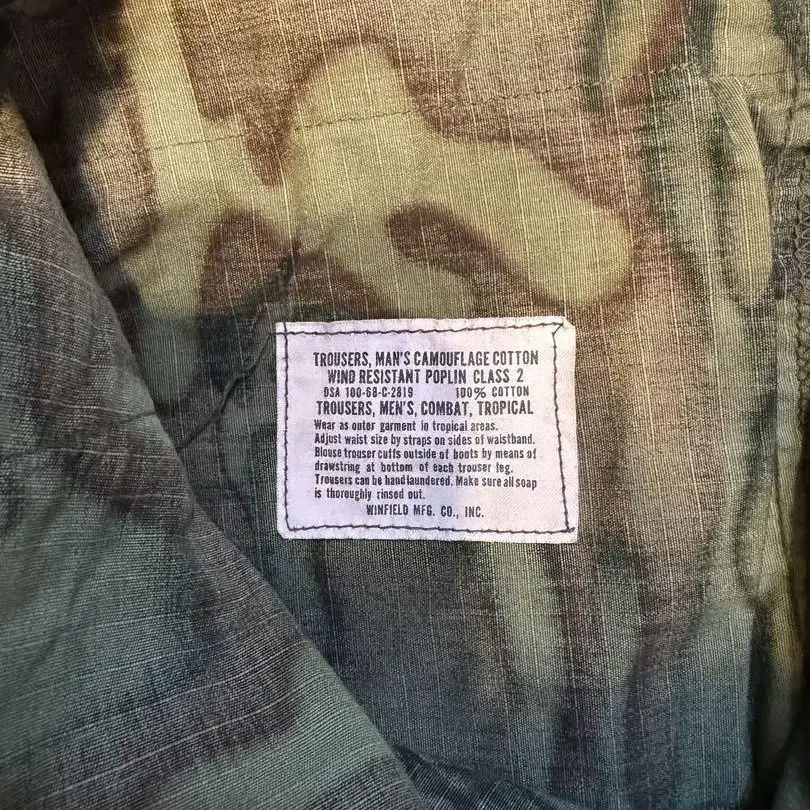 TROUSERS, MAN'S CAMOUFLAGE COTTON
WIND RESISTANT POPLIN CLASS 2
DSA 100-68-C-2819 100% COTTON
TROUSERS, MEN'S, COMBAT, TROPICAL
Wear as outer garment in tropical areas.
Adjust waist size by straps on sides of waistband.
Blouse trouser cuffs outside of boots by means of
drawstring at bottom of each trouser leg.
Trousers can be hand laundered. Make sure all soap
is thoroughly rinsed out.
WINFIELD MFG. CO., INC.